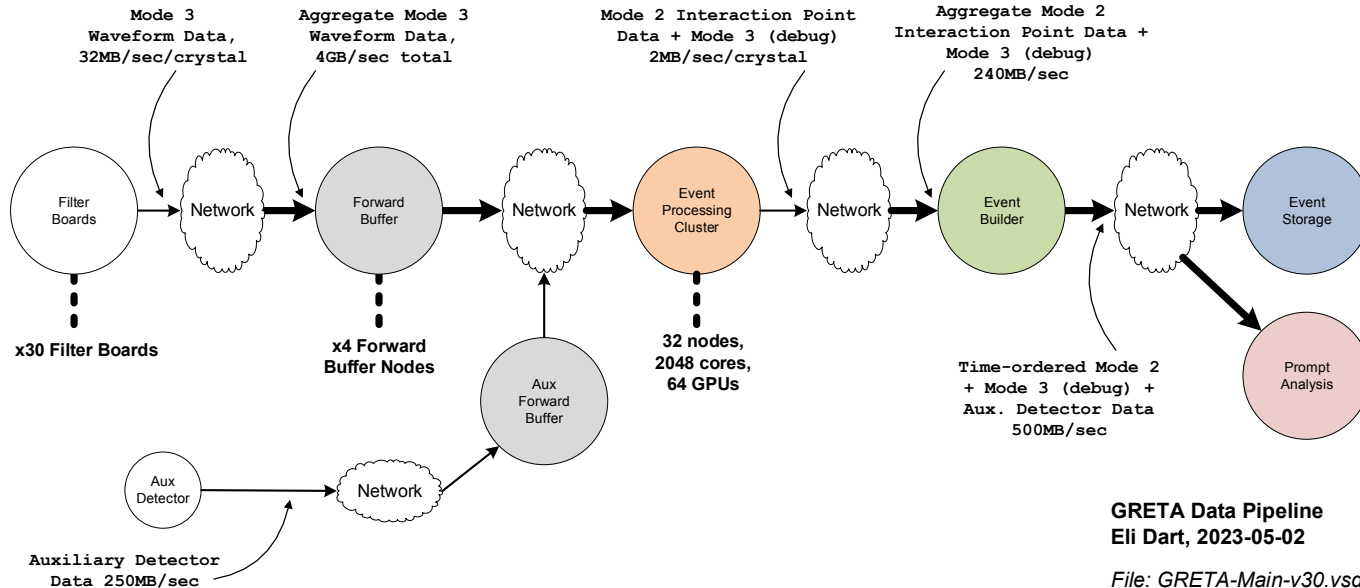 Mode 3
Waveform Data,
32MB/sec/crystal
Aggregate Mode 3
Waveform Data,
4GB/sec total
Mode 2 Interaction Point
Data + Mode 3 (debug)
2MB/sec/crystal
Aggregate Mode 2
Interaction Point Data +
Mode 3 (debug)
240MB/sec
Filter
Boards
Network
Forward
Buffer
Network
Event
Processing
Cluster
Network
Event
Builder
Network
Event
Storage
x30 Filter Boards
x4 Forward
Buffer Nodes
32 nodes,
2048 cores,
64 GPUs
Aux
Forward
Buffer
Time-ordered Mode 2
+ Mode 3 (debug) +
Aux. Detector Data
500MB/sec
Prompt
Analysis
Aux
Detector
Network
Auxiliary Detector
Data 250MB/sec
GRETA Data Pipeline
Eli Dart, 2023-05-02
File: GRETA-Main-v30.vsd